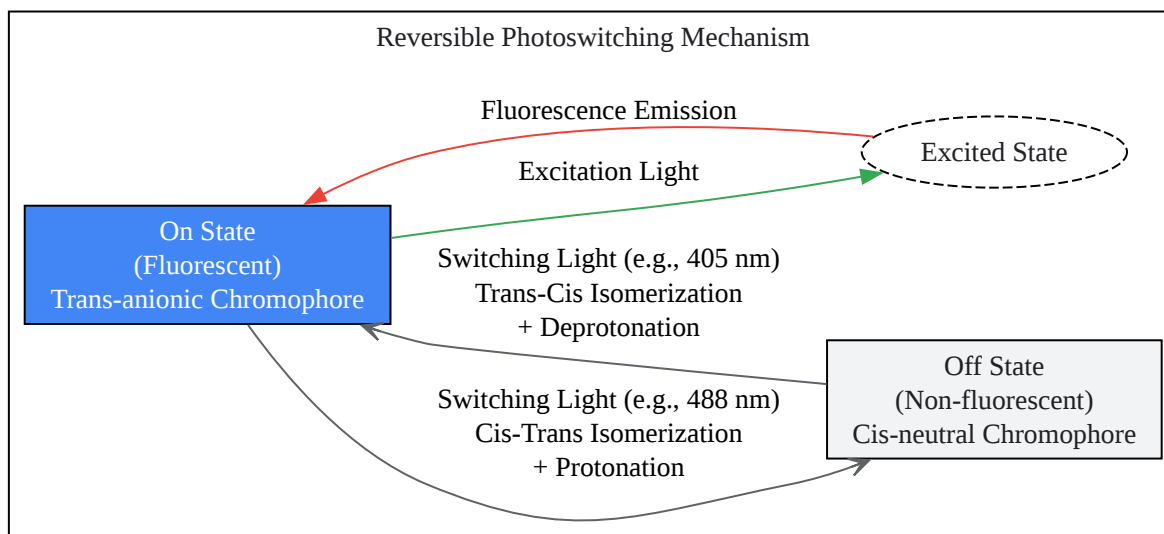 Reversible Photoswitching Mechanism
Fluorescence Emission
Excited State
Excitation Light
On State
(Fluorescent)
Trans-anionic Chromophore
Switching Light (e.g., 405 nm)
Trans-Cis Isomerization
+ Deprotonation
Off State
(Non-fluorescent)
Cis-neutral Chromophore
Switching Light (e.g., 488 nm)
Cis-Trans Isomerization
+ Protonation